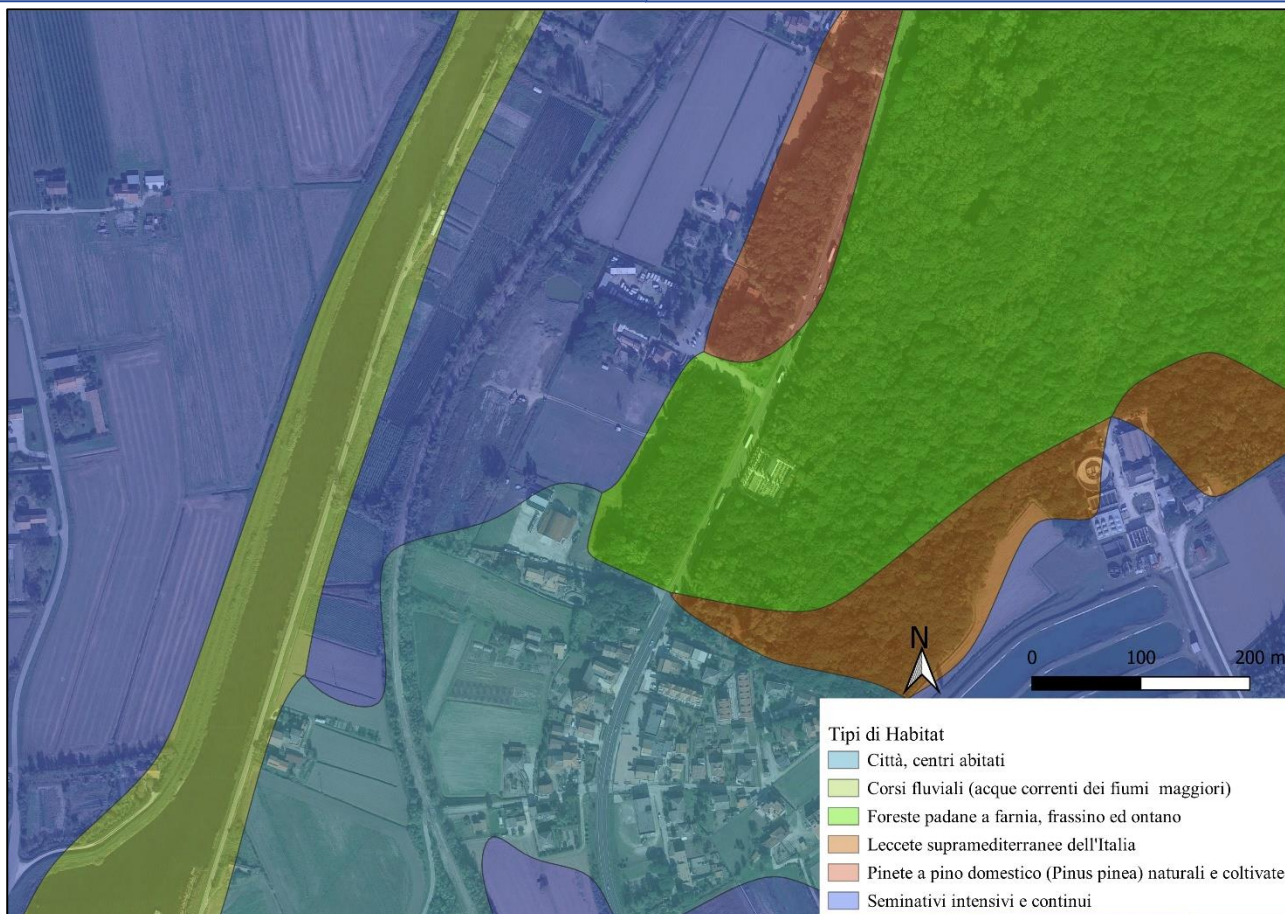 N
0 100 200 m
Tipi di Habitat
Città, centri abitati
Corsi fluviali (acque correnti dei fiumi maggiori)
Foreste padane a farnia, frassino ed ontano
Leccete supramediterranee dell'Italia
Pinete a pino domestico (Pinus pinea) naturali e coltivate
Seminativi intensivi e continui